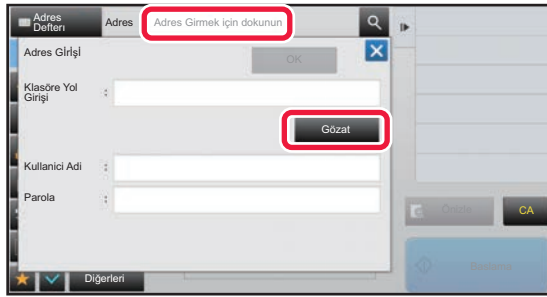 Adres
Defteri
Adres
Adres Girmek için dokunun
Adres Girişi
OK
Klasöre Yol
Girişi
:
Gözat
Kullanici Adi
:
Parola
:
Önizle
CA
Diğerleri